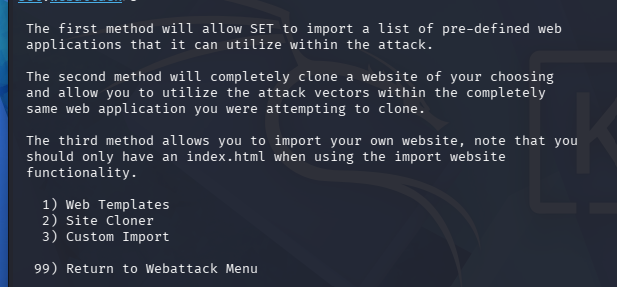 The first method will allow SET to import a list of pre-defined web
applications that it can utilize within the attack.
The second method will completely clone a website of your choosing
and allow you to utilize the attack vectors within the completely
same web application you were attempting to clone.
The third method allows you to import your own website, note that you
should only have an index.html when using the import website
functionality.
1) Web Templates
2) Site Cloner
3) Custom Import
99) Return to Webattack Menu